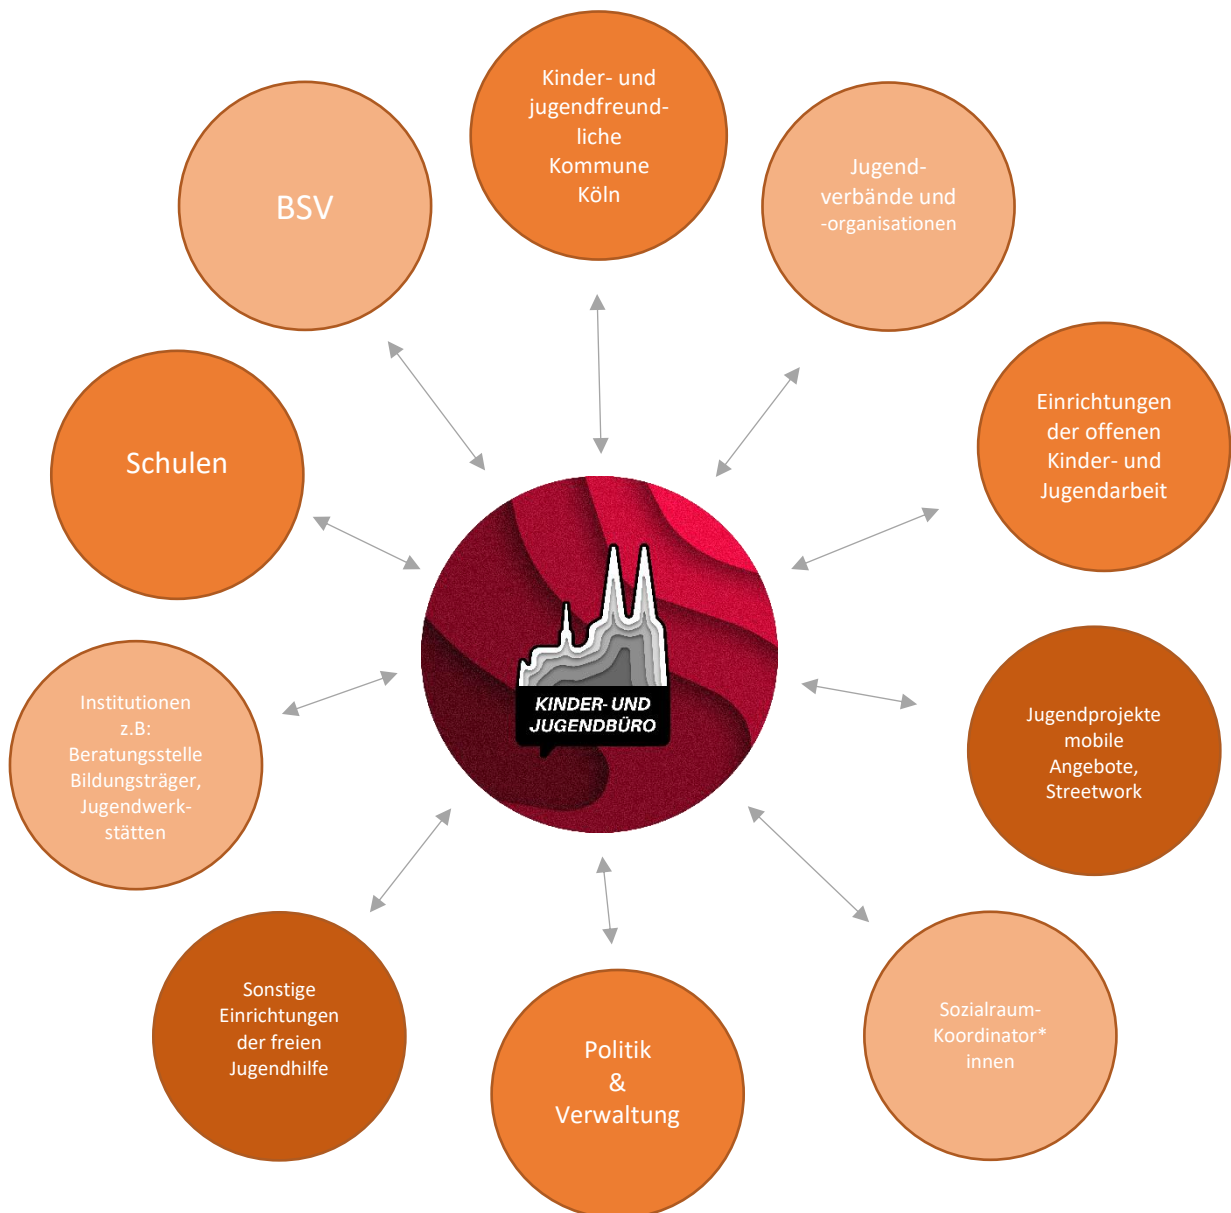 Kinder- und
jugendfreund-
liche
Kommune
Köln
Jugend-
verbände und
-organisationen
BSV
Einrichtungen
der offenen
Kinder- und
Jugendarbeit
Schulen
KINDER- UND
JUGENDBÜRO
Institutionen
z.B:
Beratungsstelle
Bildungsträger,
Jugendwerk-
stätten
Jugendprojekte
mobile
Angebote,
Streetwork
Sonstige
Einrichtungen
der freien
Jugendhilfe
Politik
&
Verwaltung
Sozialraum-
Koordinator*
innen